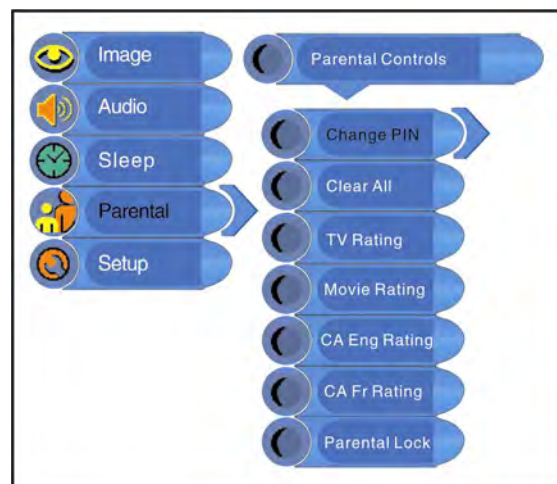 Image
Audio
Sleep
Parental
Setup
Parental Controls
Change PIN
Clear All
TV Rating
Movie Rating
CA Eng Rating
CA Fr Rating
Parental Lock